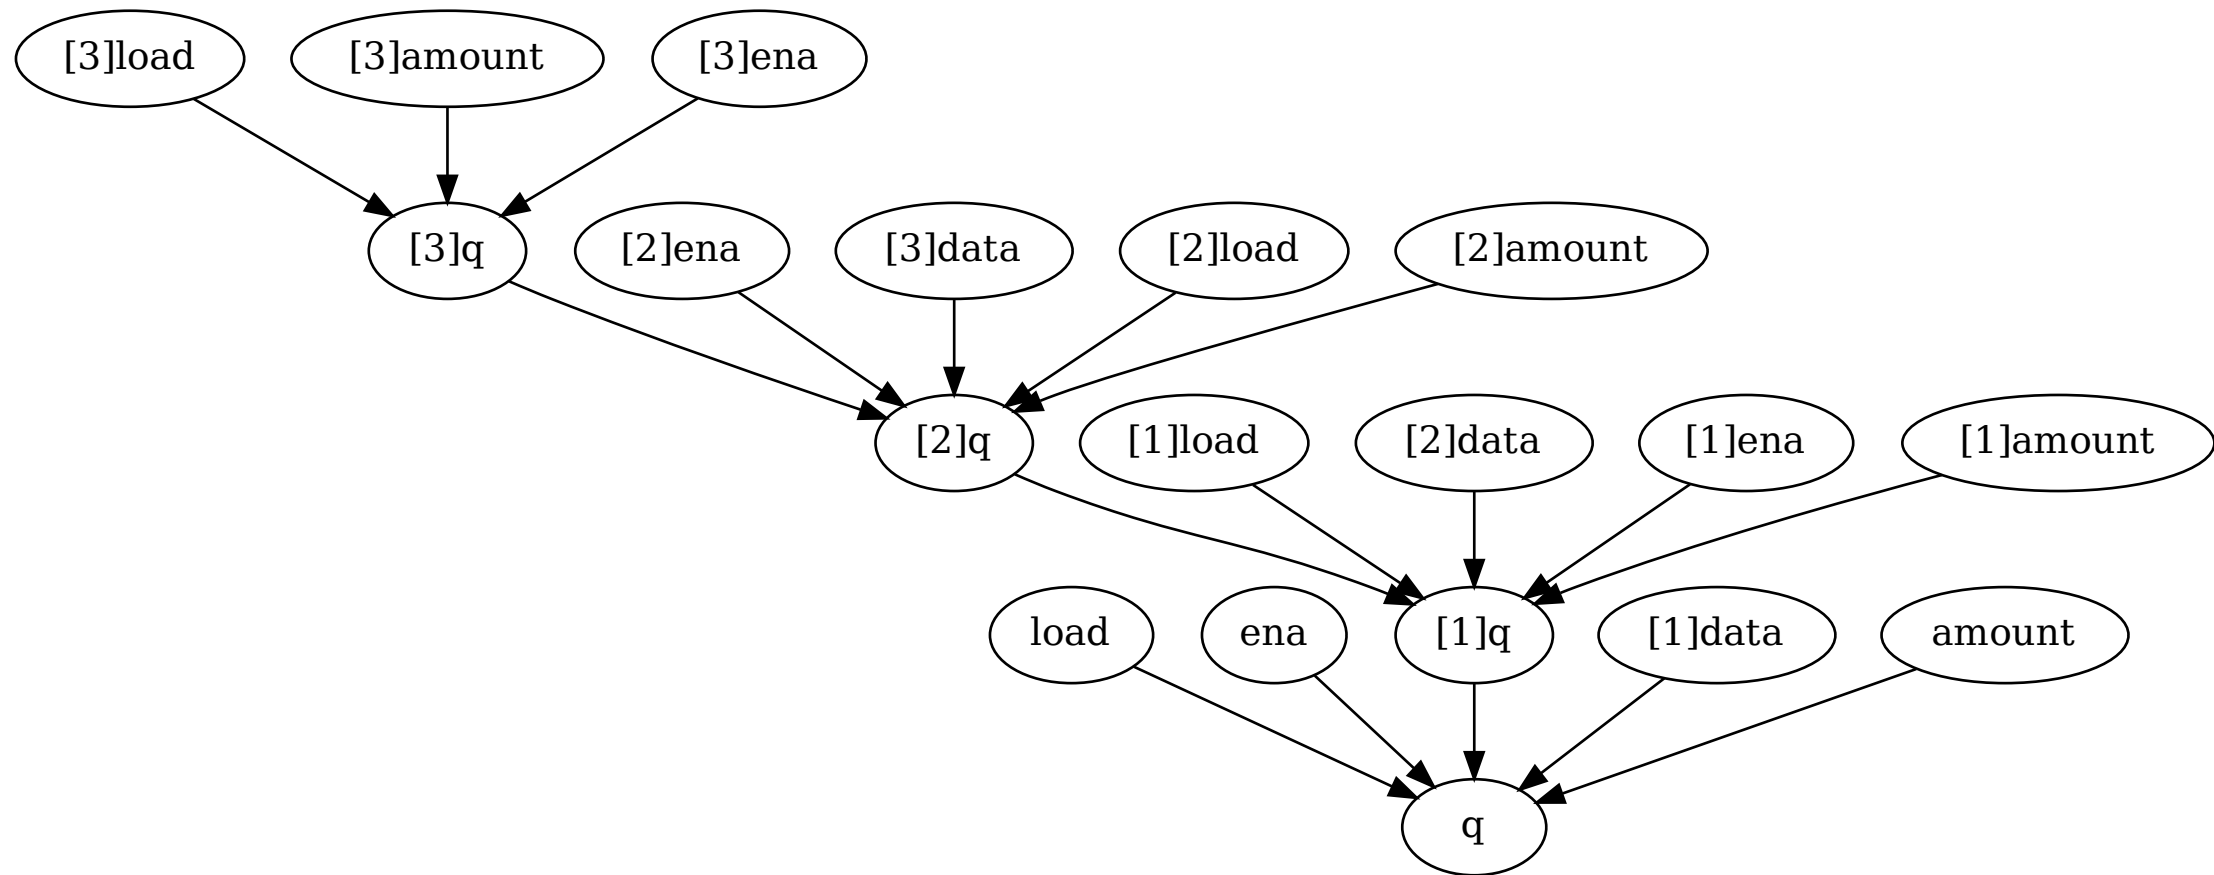 [3]load
[3]amount
[3]ena
[3]q
[2]ena
[3]data
[2]load
[2]amount
[2]q
[1]load
[2]data
[1]ena
[1]amount
load
ena
[1]q
[1]data
amount
q